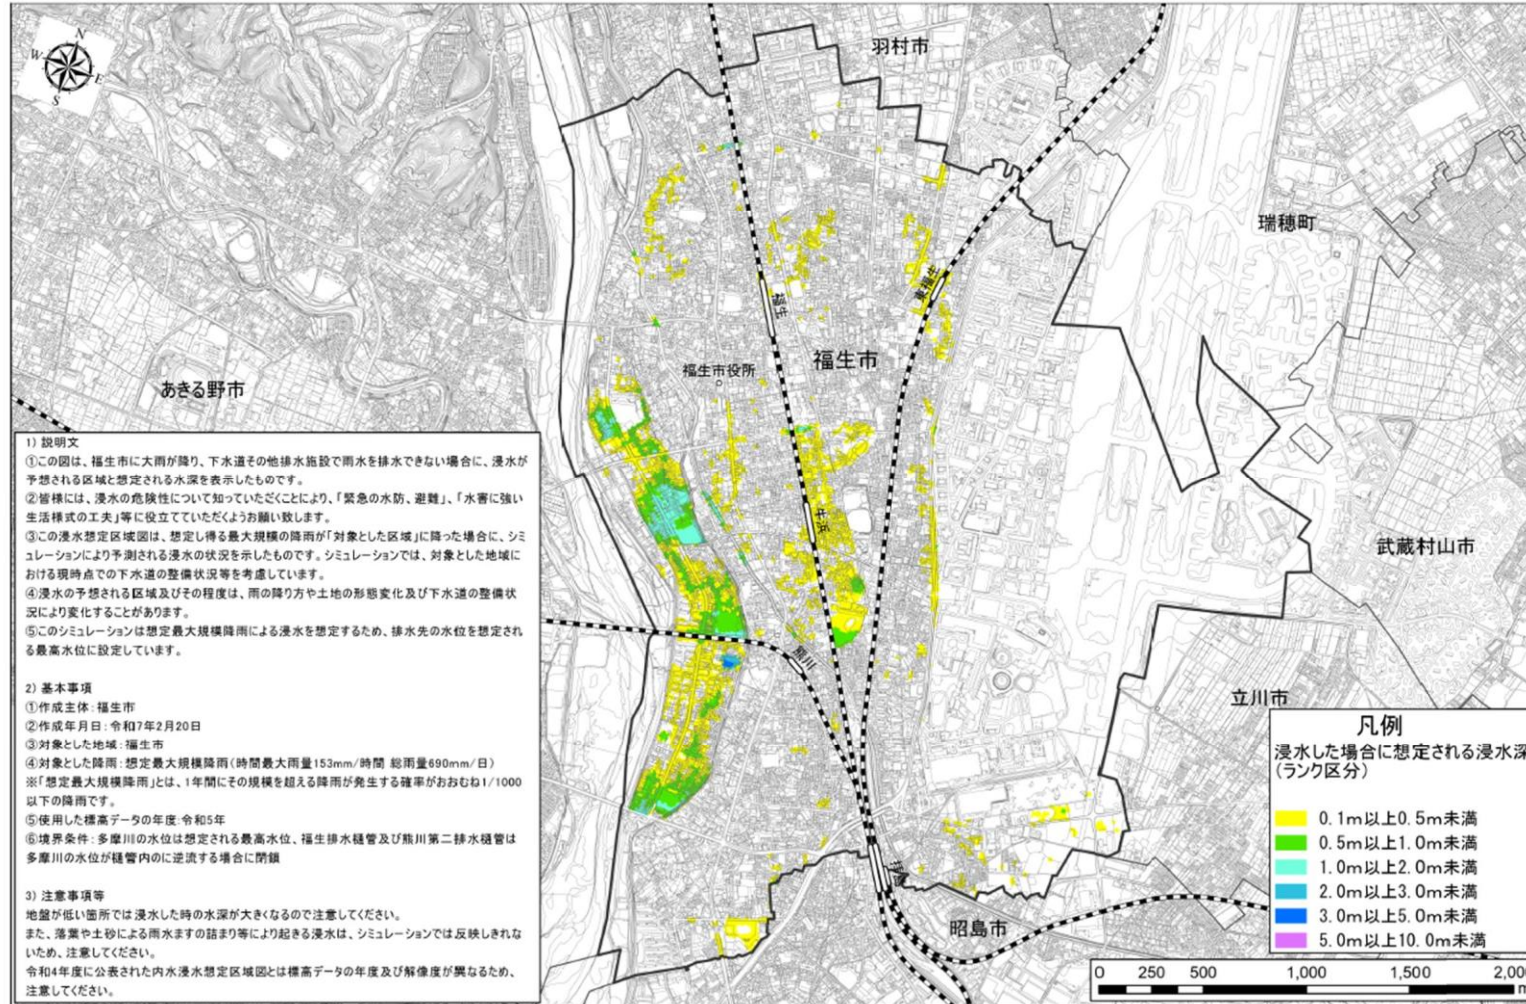 N
W
E
S
羽村市
瑞穂町
福生
東福生
福生市
福生市役所
あきる野市
牛浜
武蔵村山市
熊川
立川市
拝島
昭島市
1) 説明文
①この図は、福生市に大雨が降り、下水道その他排水施設で雨水を排水できない場合に、浸水が
予想される区域と想定される水深を表示したものです。
②皆様には、浸水の危険性について知っていただくことにより、「緊急の水防、避難」、「水害に強い
生活様式の工夫」等に役立てていただくようお願い致します。
③この浸水想定区域図は、想定し得る最大規模の降雨が「対象とした区域」に降った場合に、シミ
ュレーションにより予測される浸水の状況を示したものです。シミュレーションでは、対象とした地域に
おける現時点での下水道の整備状況等を考慮しています。
④浸水の予想される区域及びその程度は、雨の降り方や土地の形態変化及び下水道の整備状
況により変化することがあります。
⑤このシミュレーションは想定最大規模降雨による浸水を想定するため、排水先の水位を想定され
る最高水位に設定しています。
2) 基本事項
①作成主体：福生市
②作成年月日：令和7年2月20日
③対象とした地域：福生市
④対象とした降雨：想定最大規模降雨（時間最大雨量153mm/時間 総雨量690mm/日）
※「想定最大規模降雨」とは、1年間にその規模を超える降雨が発生する確率がおおむね1/1000
以下の降雨です。
⑤使用した標高データの年度：令和5年
⑥境界条件：多摩川の水位は想定される最高水位、福生排水樋管及び熊川第二排水樋管は
多摩川の水位が樋管内のに逆流する場合に閉鎖
3) 注意事項等
地盤が低い箇所では浸水した時の水深が大きくなるので注意してください。
また、落葉や土砂による雨水ますの詰まり等により起きる浸水は、シミュレーションでは反映しきれな
いため、注意してください。
令和4年度に公表された内水浸水想定区域図とは標高データの年度及び解像度が異なるため、
注意してください。
凡例
浸水した場合に想定される浸水深
(ランク区分)
0.1m以上0.5m未満
0.5m以上1.0m未満
1.0m以上2.0m未満
2.0m以上3.0m未満
3.0m以上5.0m未満
5.0m以上10.0m未満
0 250 500 1,000 1,500 2,00
m